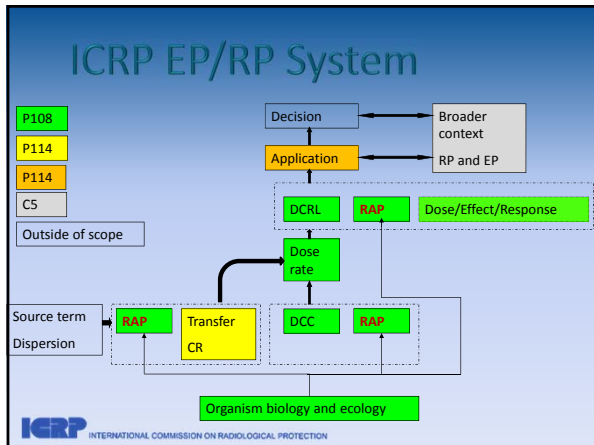 ICRP EP/RP System
P108
P114
P114
C5
Outside of scope
Decision
Broader
context
RP and EP
Application
DCRL
RAP
Dose/Effect/Response
Dose
rate
Source term
Dispersion
RAP
Transfer
CR
DCC
RAP
Organism biology and ecology
ICRP INTERNATIONAL COMMISSION ON RADIOLOGICAL PROTECTION